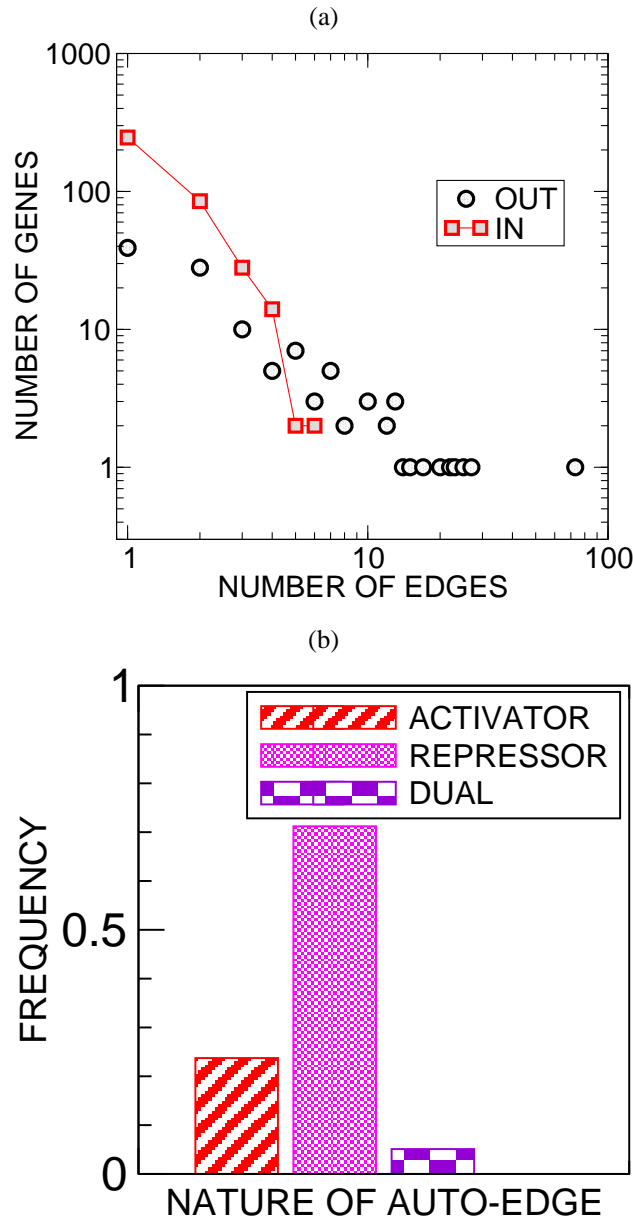 (a)
1000
100
10
1
NUMBER OF GENES
OUT
IN
1 10 100
NUMBER OF EDGES
(b)
1
0.5
0
FREQUENCY
ACTIVATOR
REPRESSOR
DUAL
NATURE OF AUTO-EDGE